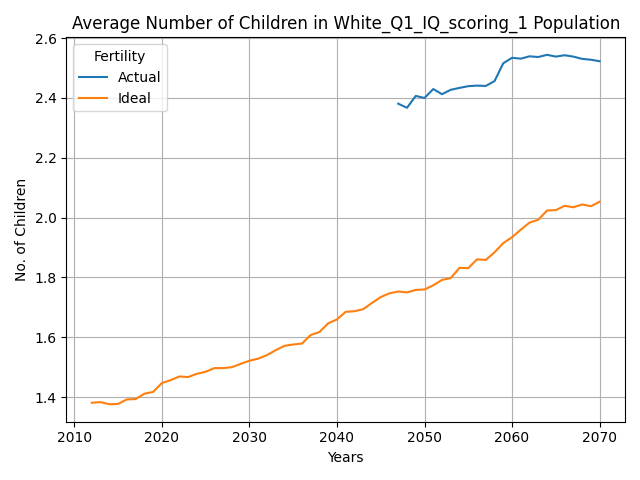 Average Number of Children in White_Q1_IQ_scoring_1 Population
Fertility
Actual
Ideal
No. of Children
2.6
2.4
2.2
2.0
1.8
1.6
1.4
2010 2020 2030 2040 2050 2060 2070
Years